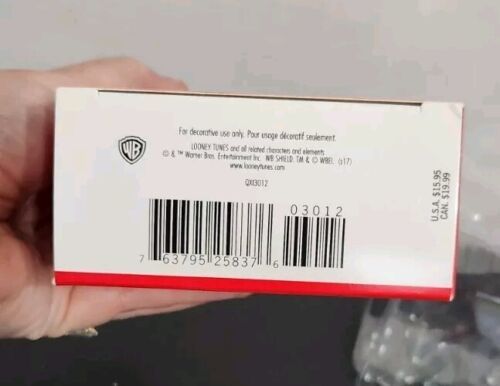 For decorative use only. Pour usage décoratif seulement.
LOONEY TUNES and all related characters and elements
© & ™ Warner Bros. Entertainment Inc. WB SHIELD: TM & © WBEI. (s17)
www.looneytunes.com
QXI3012
WB
03012
7 63795 25837 6
U.S.A. $15.95
CAN. $19.99